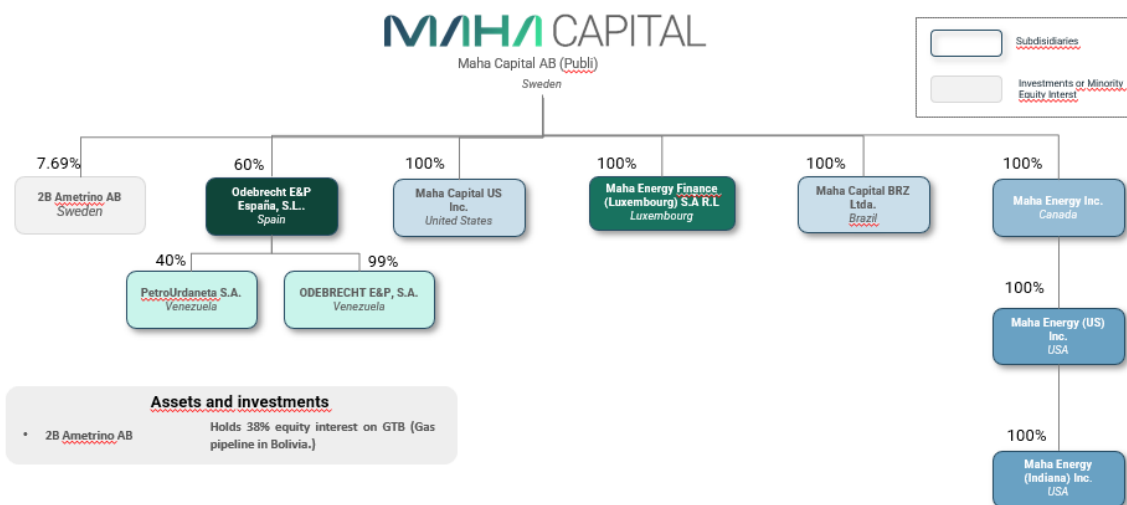 MAHA CAPITAL
Maha Capital AB (Publi)
Sweden
Subdisidiaries
Investments or Minority
Equity Interst
7.69%
60%
100%
100%
100%
100%
2B Ametrino AB
Sweden
Odebrecht E&P
España, S.L..
Spain
Maha Capital US
Inc.
United States
Maha Energy Finance
(Luxembourg) S.A R.L
Luxembourg
Maha Capital BRZ
Ltda.
Brazil
Maha Energy Inc.
Canada
40%
99%
PetroUrdaneta S.A.
Venezuela
ODEBRECHT E&P, S.A.
Venezuela
100%
Maha Energy (US)
Inc.
USA
100%
Maha Energy
(Indiana) Inc.
USA
Assets and investments
• 2B Ametrino AB
Holds 38% equity interest on GTB (Gas
pipeline in Bolivia.)